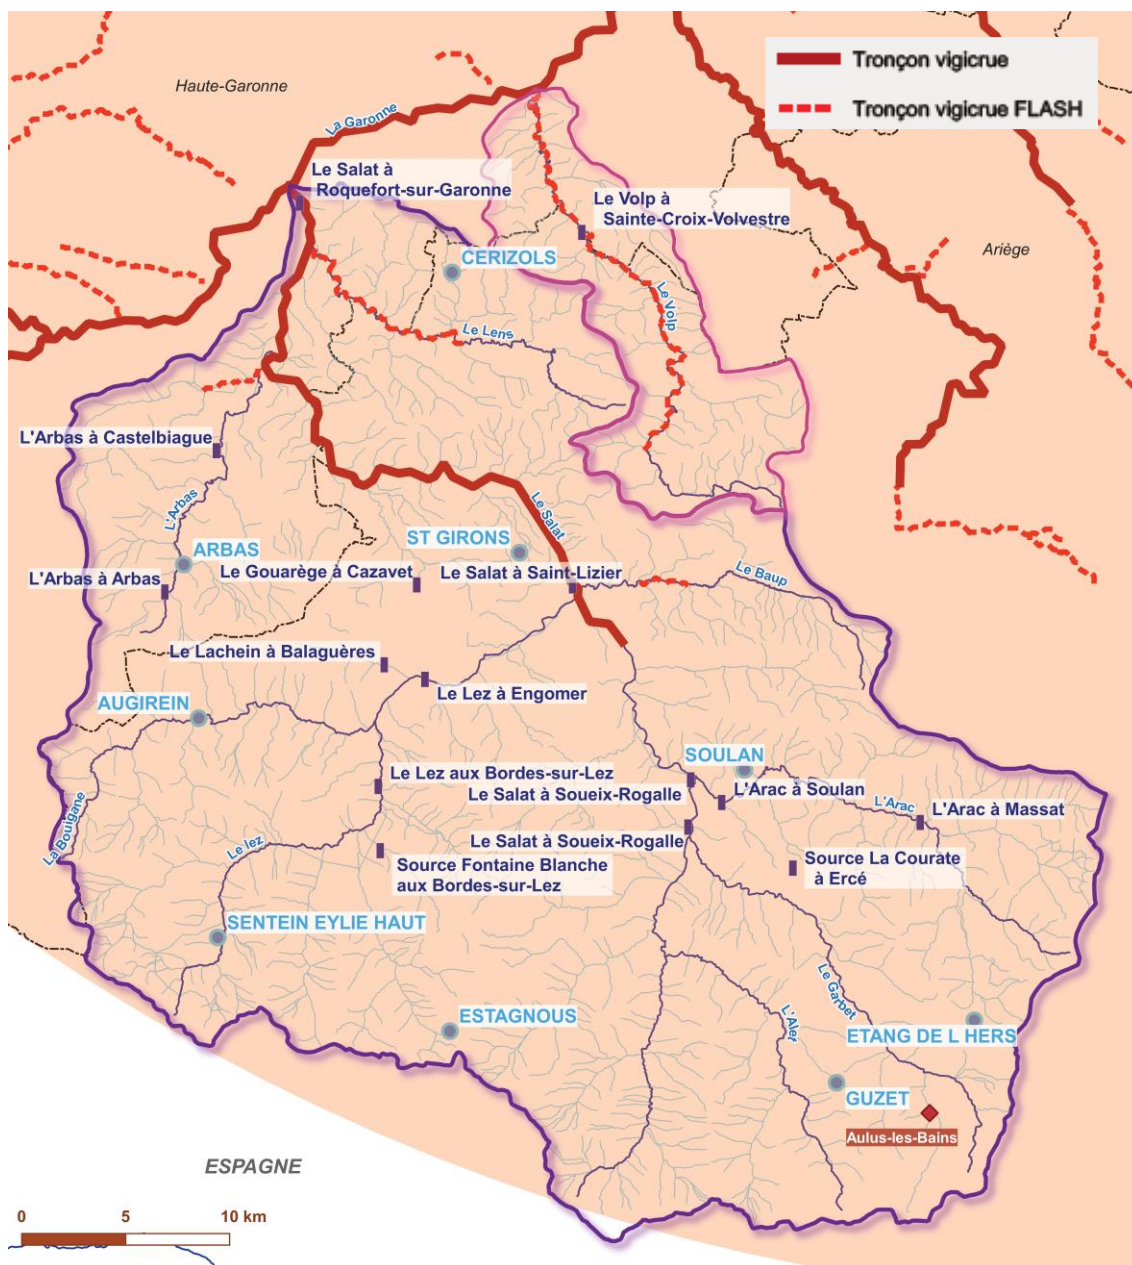 Tronçon vigicrue
Tronçon vigicrue FLASH
Haute-Garonne
La Garonne
Le Salat à
Roquefort-sur-Garonne
Le Volp à
Sainte-Croix-Volvestre
Ariège
CERIZOLS
Le Volp
Le Lens
L'Arbas à Castelbiague
L'Arbas
Le Salat
ST GIRONS
ARBAS
Le Gouarège à Cazavet
Le Salat à Saint-Lizier
Le Baup
L'Arbas à Arbas
Le Lachein à Balaguères
Le Lez à Engomer
AUGIREIN
SOULAN
Le Lez aux Bordes-sur-Lez
Le Salat à Soueix-Rogalle
L'Arac à Soulan
L'Arac
L'Arac à Massat
La Bouigane
Le lez
Le Salat à Soueix-Rogalle
Source Fontaine Blanche
aux Bordes-sur-Lez
Source La Courate
à Ercé
SENTEIN EYLIE HAUT
Le Garbet
ESTAGNOUS
L'Alet
ETANG DE L HERS
GUZET
Aulus-les-Bains
ESPAGNE
0 5 10 km